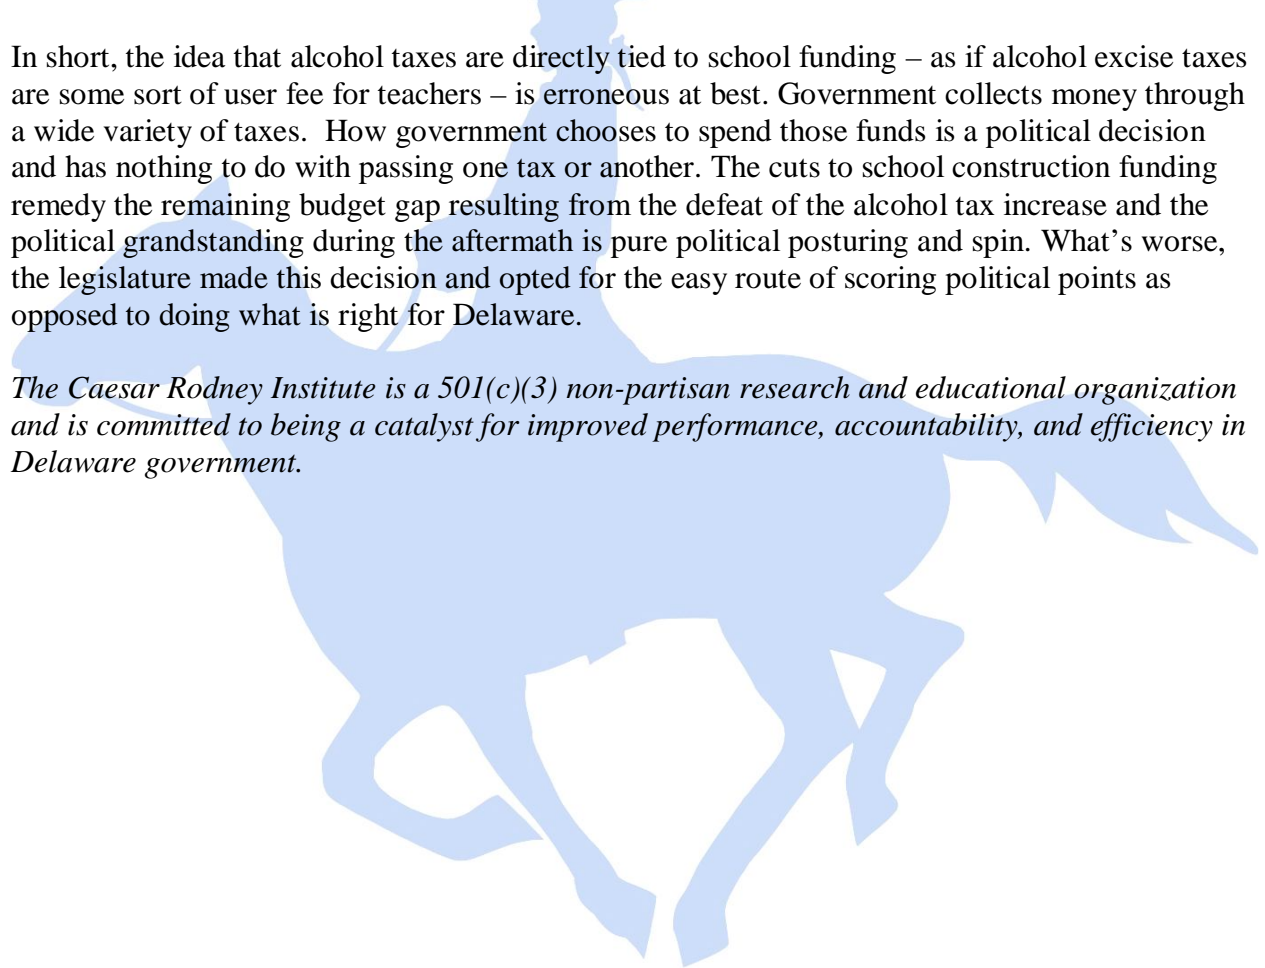 In short, the idea that alcohol taxes are directly tied to school funding – as if alcohol excise taxes
are some sort of user fee for teachers – is erroneous at best. Government collects money through
a wide variety of taxes.  How government chooses to spend those funds is a political decision
and has nothing to do with passing one tax or another. The cuts to school construction funding
remedy the remaining budget gap resulting from the defeat of the alcohol tax increase and the
political grandstanding during the aftermath is pure political posturing and spin. What’s worse,
the legislature made this decision and opted for the easy route of scoring political points as
opposed to doing what is right for Delaware.
The Caesar Rodney Institute is a 501(c)(3) non-partisan research and educational organization
and is committed to being a catalyst for improved performance, accountability, and efficiency in
Delaware government.